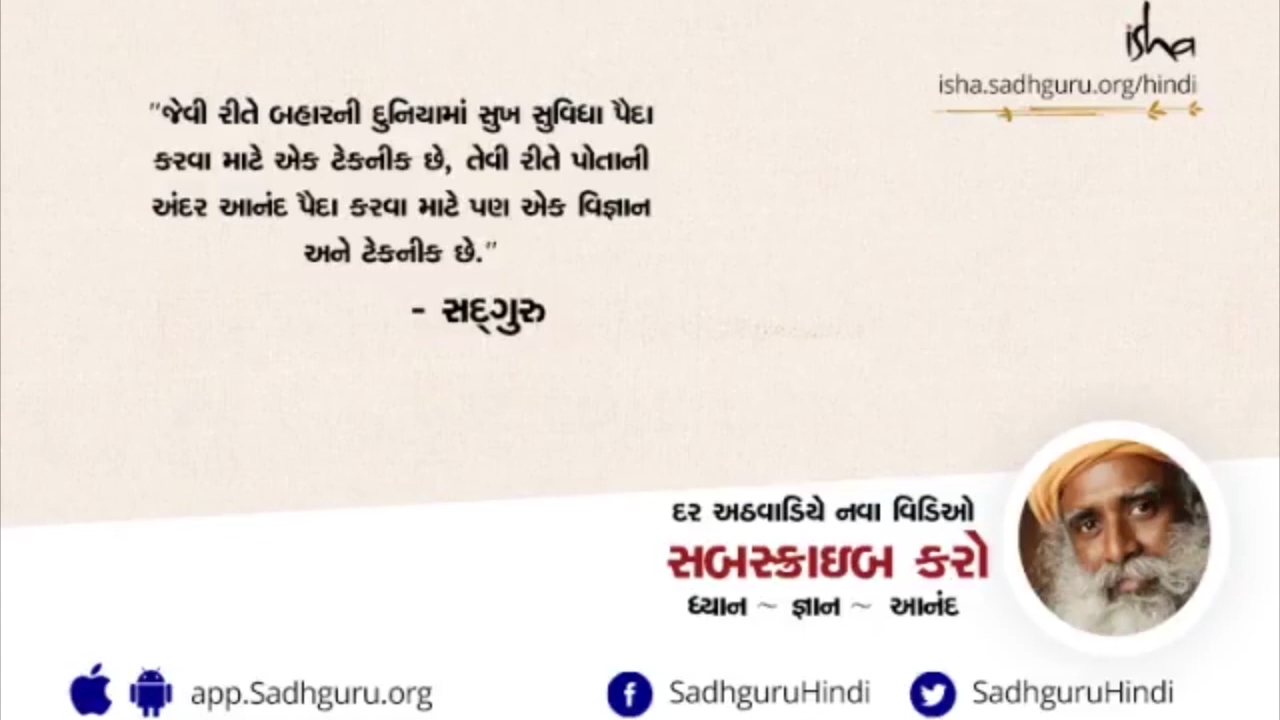 isha
isha.sadhguru.org/hindi
"જેવી રીતે બહારની દુનિયામાં સુખ સુવિધા પૈદા
કરવા માટે એક ટેકનીક છે, તેવી રીતે પોતાની
અંદર આનંદ પૈદા કરવા માટે પણ એક વિજ્ઞાન
અને ટેકનીક છે."
- સદ્‌ગુરુ
દર અઠવાડિયે નવા વિડિઓ
સબસ્ક્રાઇબ કરો
ધ્યાન ~ જ્ઞાન ~ આનંદ
app.Sadhguru.org
SadhguruHindi
SadhguruHindi